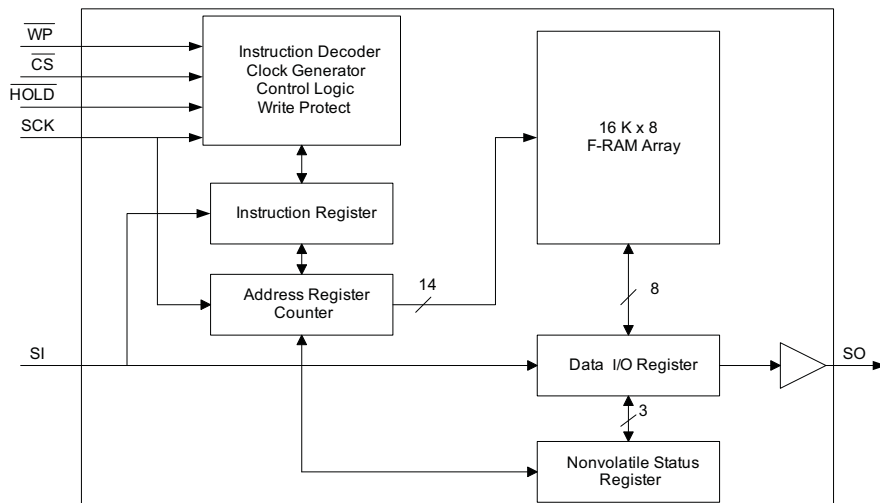 WP
CS
HOLD
SCK
Instruction Decoder
Clock Generator
Control Logic
Write Protect
16 K x 8
F-RAM Array
Instruction Register
Address Register
Counter
14
8
SI
Data I/O Register
SO
3
Nonvolatile Status
Register